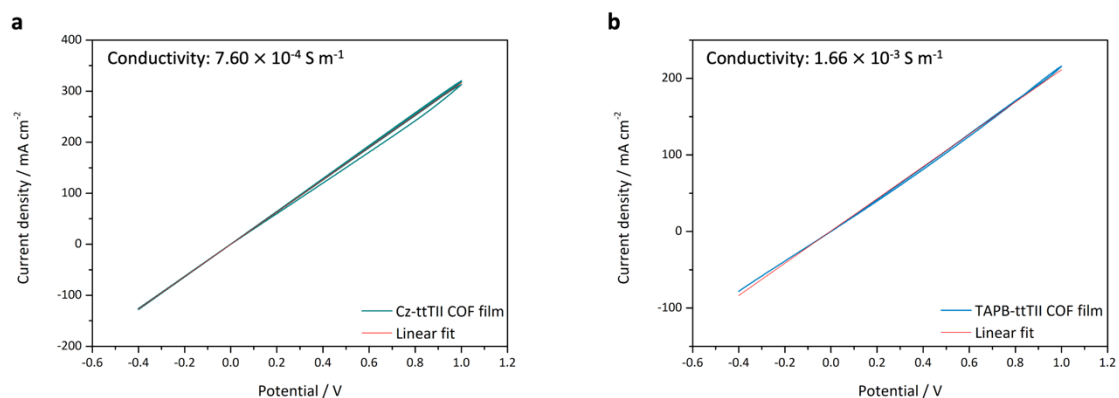 a
Conductivity: 7.60 × 10⁻⁴ S m⁻¹
Current density / mA cm⁻²
400
300
200
100
0
-100
-200
Cz-ttTII COF film
Linear fit
-0.6 -0.4 -0.2 0.0 0.2 0.4 0.6 0.8 1.0 1.2
Potential / V
b
Conductivity: 1.66 × 10⁻³ S m⁻¹
Current density / mA cm⁻²
200
100
0
-100
TAPB-ttTII COF film
Linear fit
-0.6 -0.4 -0.2 0.0 0.2 0.4 0.6 0.8 1.0 1.2
Potential / V